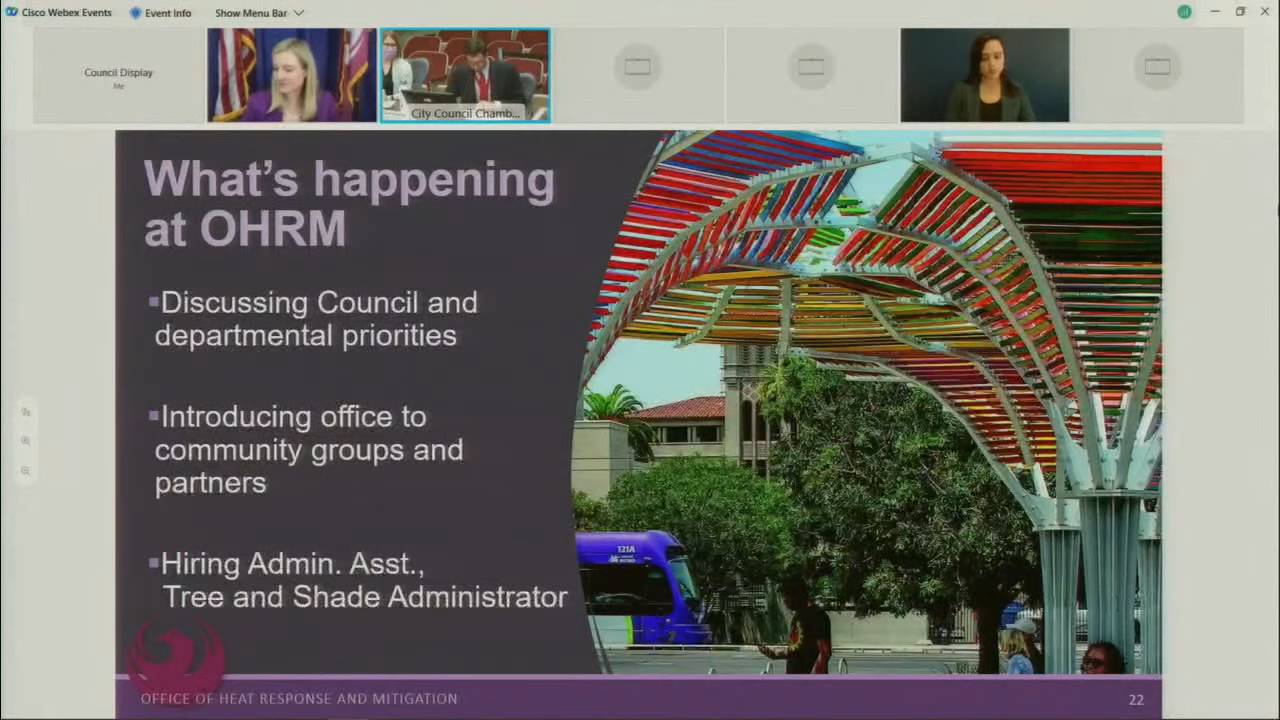 Cisco Webex Events
Event Info
Show Menu Bar
Council Display
Me
City Council Chamb...
What's happening
at OHRM
▪Discussing Council and
departmental priorities
▪Introducing office to
community groups and
partners
▪Hiring Admin. Asst.,
Tree and Shade Administrator
121A
OFFICE OF HEAT RESPONSE AND MITIGATION
22